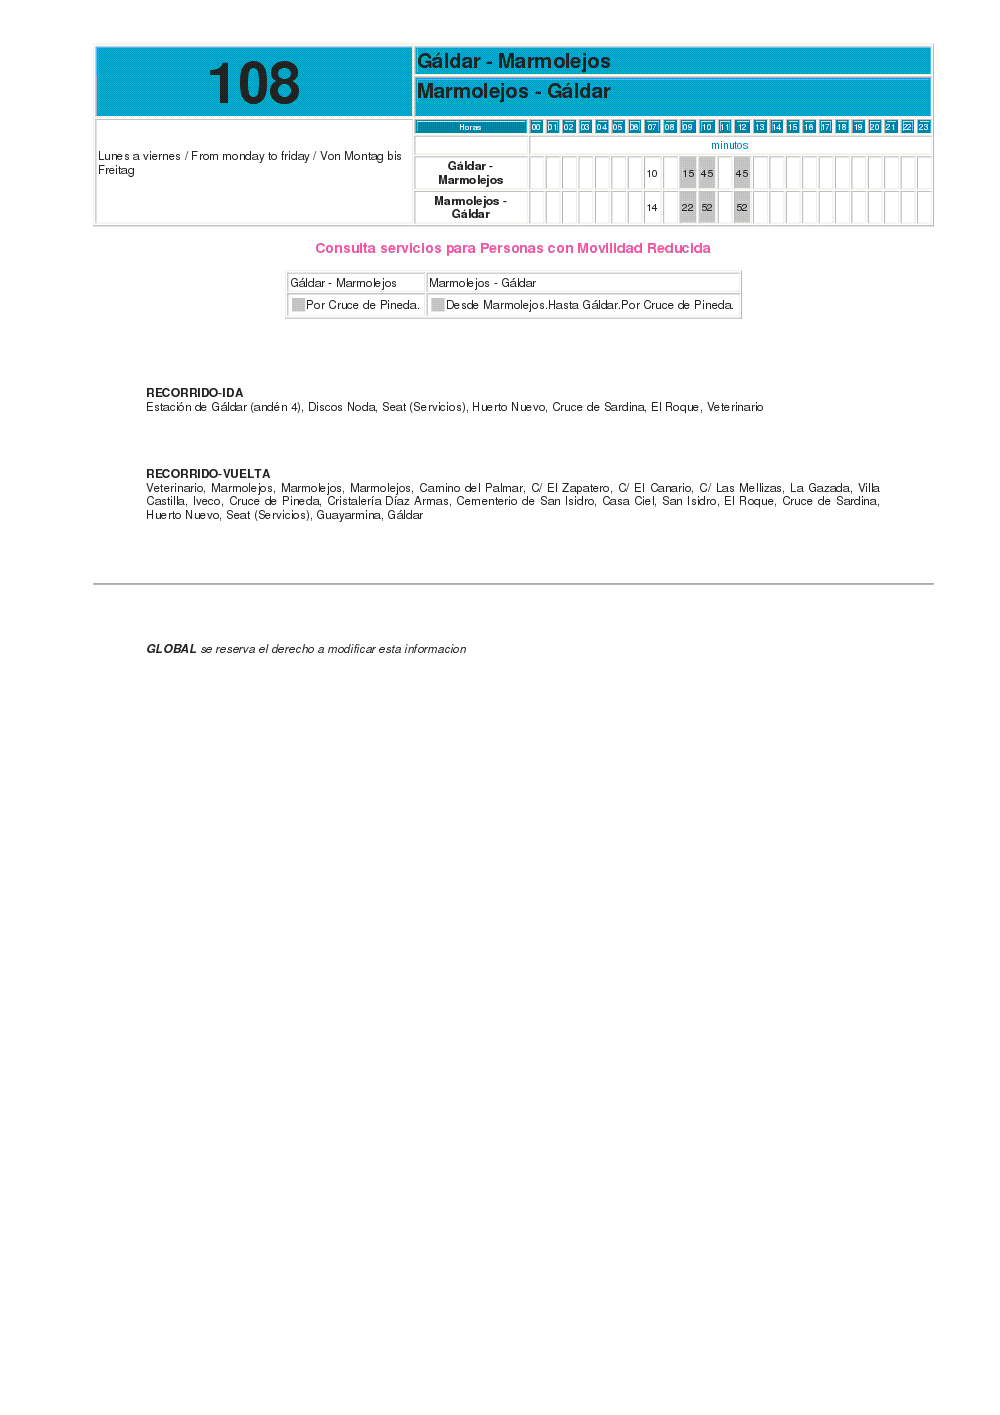 108
Gáldar - Marmolejos
Marmolejos - Gáldar
Lunes a viernes / From monday to friday / Von Montag bis
Freitag
Horas 00 01 02 03 04 05 06 07 08 09 10 11 12 13 14 15 16 17 18 19 20 21 22 23
minutos
Gáldar -
Marmolejos
10 15 45 45
Marmolejos -
Gáldar
14 22 52 52
Consulta servicios para Personas con Movilidad Reducida
Gáldar - Marmolejos Marmolejos - Gáldar
Por Cruce de Pineda. Desde Marmolejos.Hasta Gáldar.Por Cruce de Pineda.
RECORRIDO-IDA
Estación de Gáldar (andén 4), Discos Noda, Seat (Servicios), Huerto Nuevo, Cruce de Sardina, El Roque, Veterinario
RECORRIDO-VUELTA
Veterinario, Marmolejos, Marmolejos, Marmolejos, Camino del Palmar, C/ El Zapatero, C/ El Canario, C/ Las Mellizas, La Gazada, Villa
Castilla, Iveco, Cruce de Pineda, Cristalería Díaz Armas, Cementerio de San Isidro, Casa Ciel, San Isidro, El Roque, Cruce de Sardina,
Huerto Nuevo, Seat (Servicios), Guayarmina, Gáldar
GLOBAL se reserva el derecho a modificar esta informacion